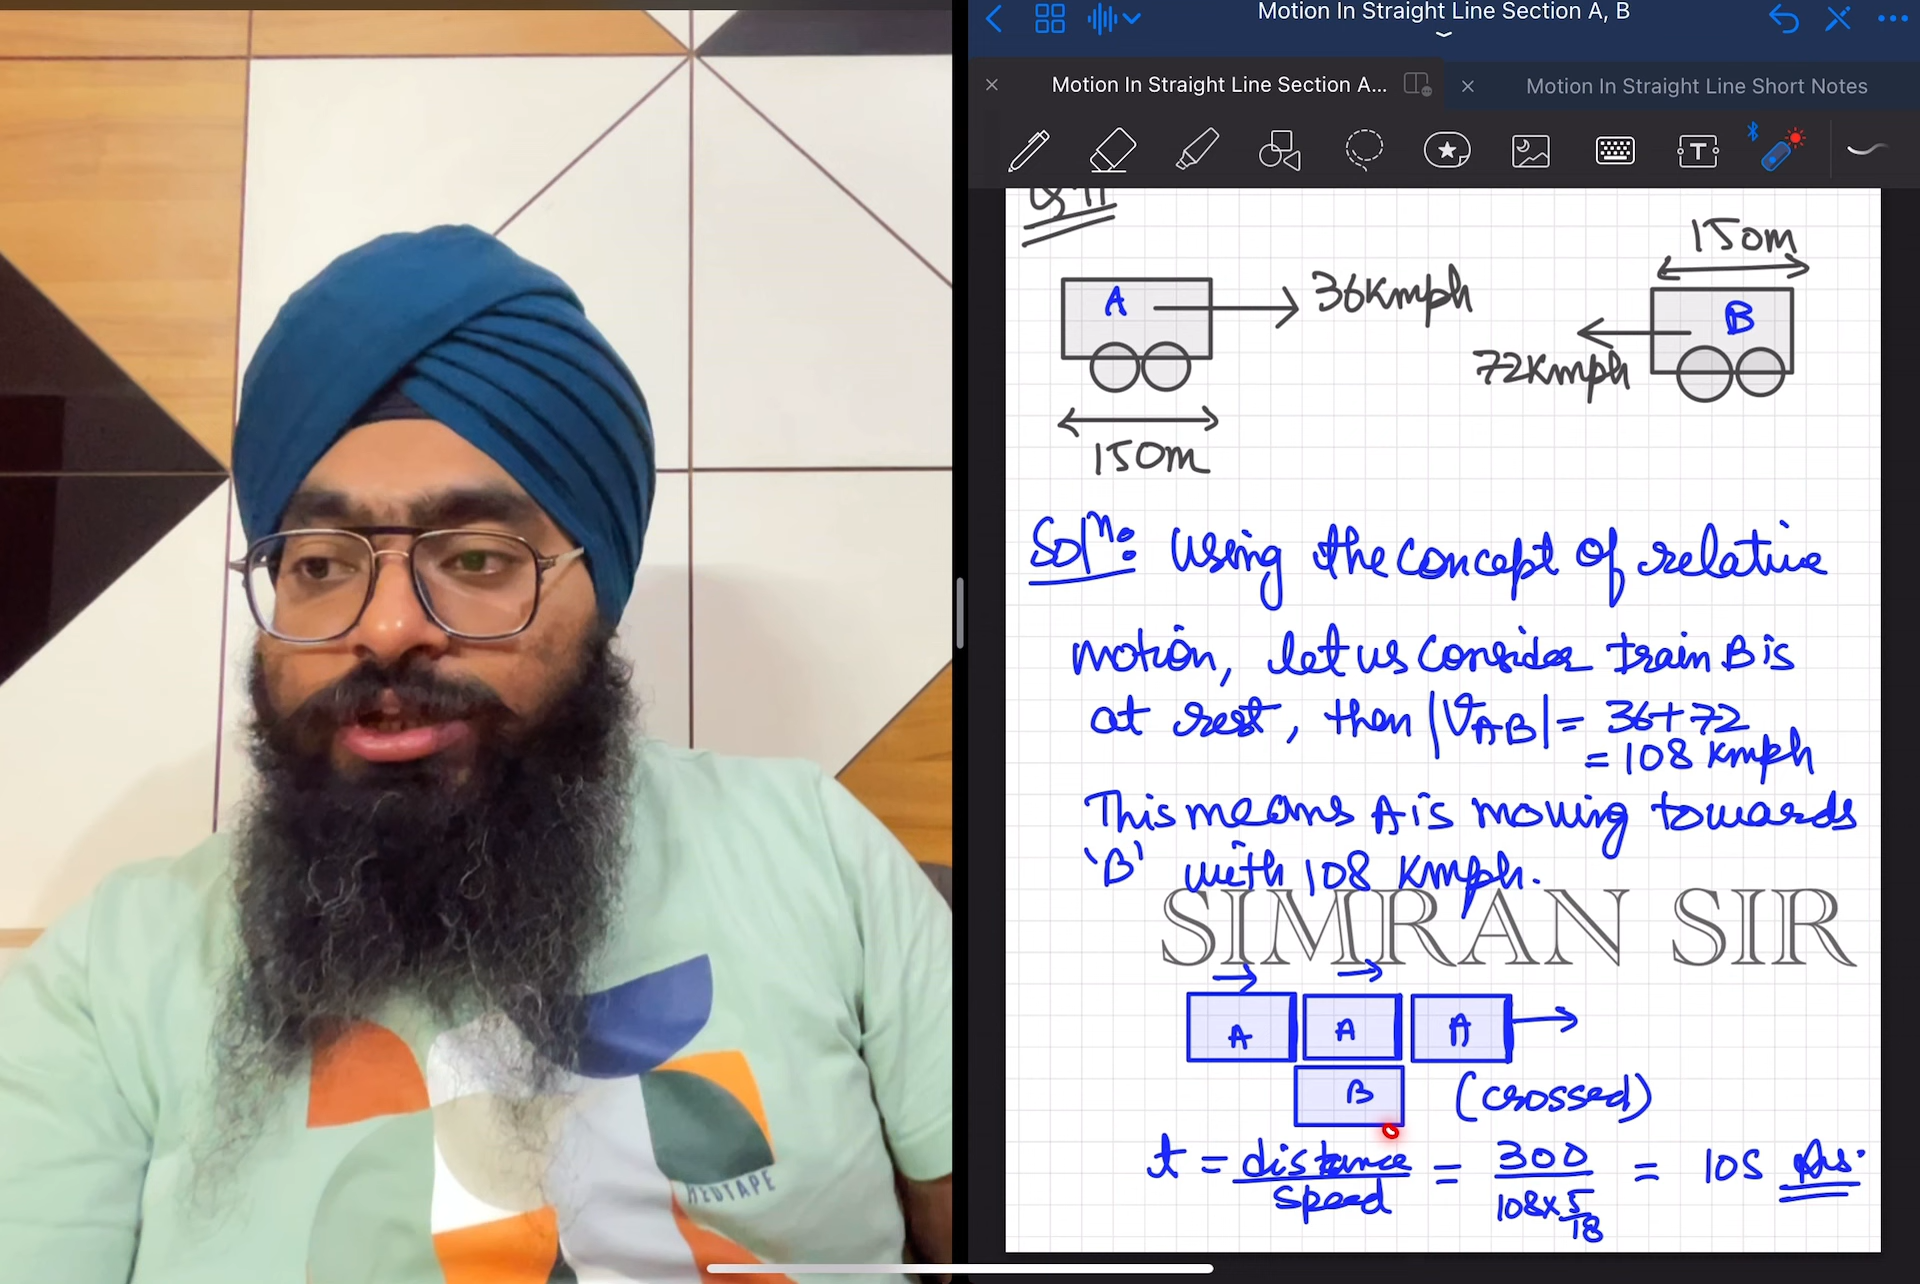 Motion In Straight Line Section A, B
Motion In Straight Line Section A...
Motion In Straight Line Short Notes
T
Q 11
150m
A
36Kmph
B
72Kmph
150m
Solⁿ: Using the concept of relative
motion, let us consider train B is
at rest, then |VAB| = 36+72
= 108 Kmph
This means A is moving towards
'B' with 108 Kmph.
SIMRAN SIR
A A A
B (crossed)
t = distance/speed = 300/(108×5/18) = 10s Ans.
MEDTAPE